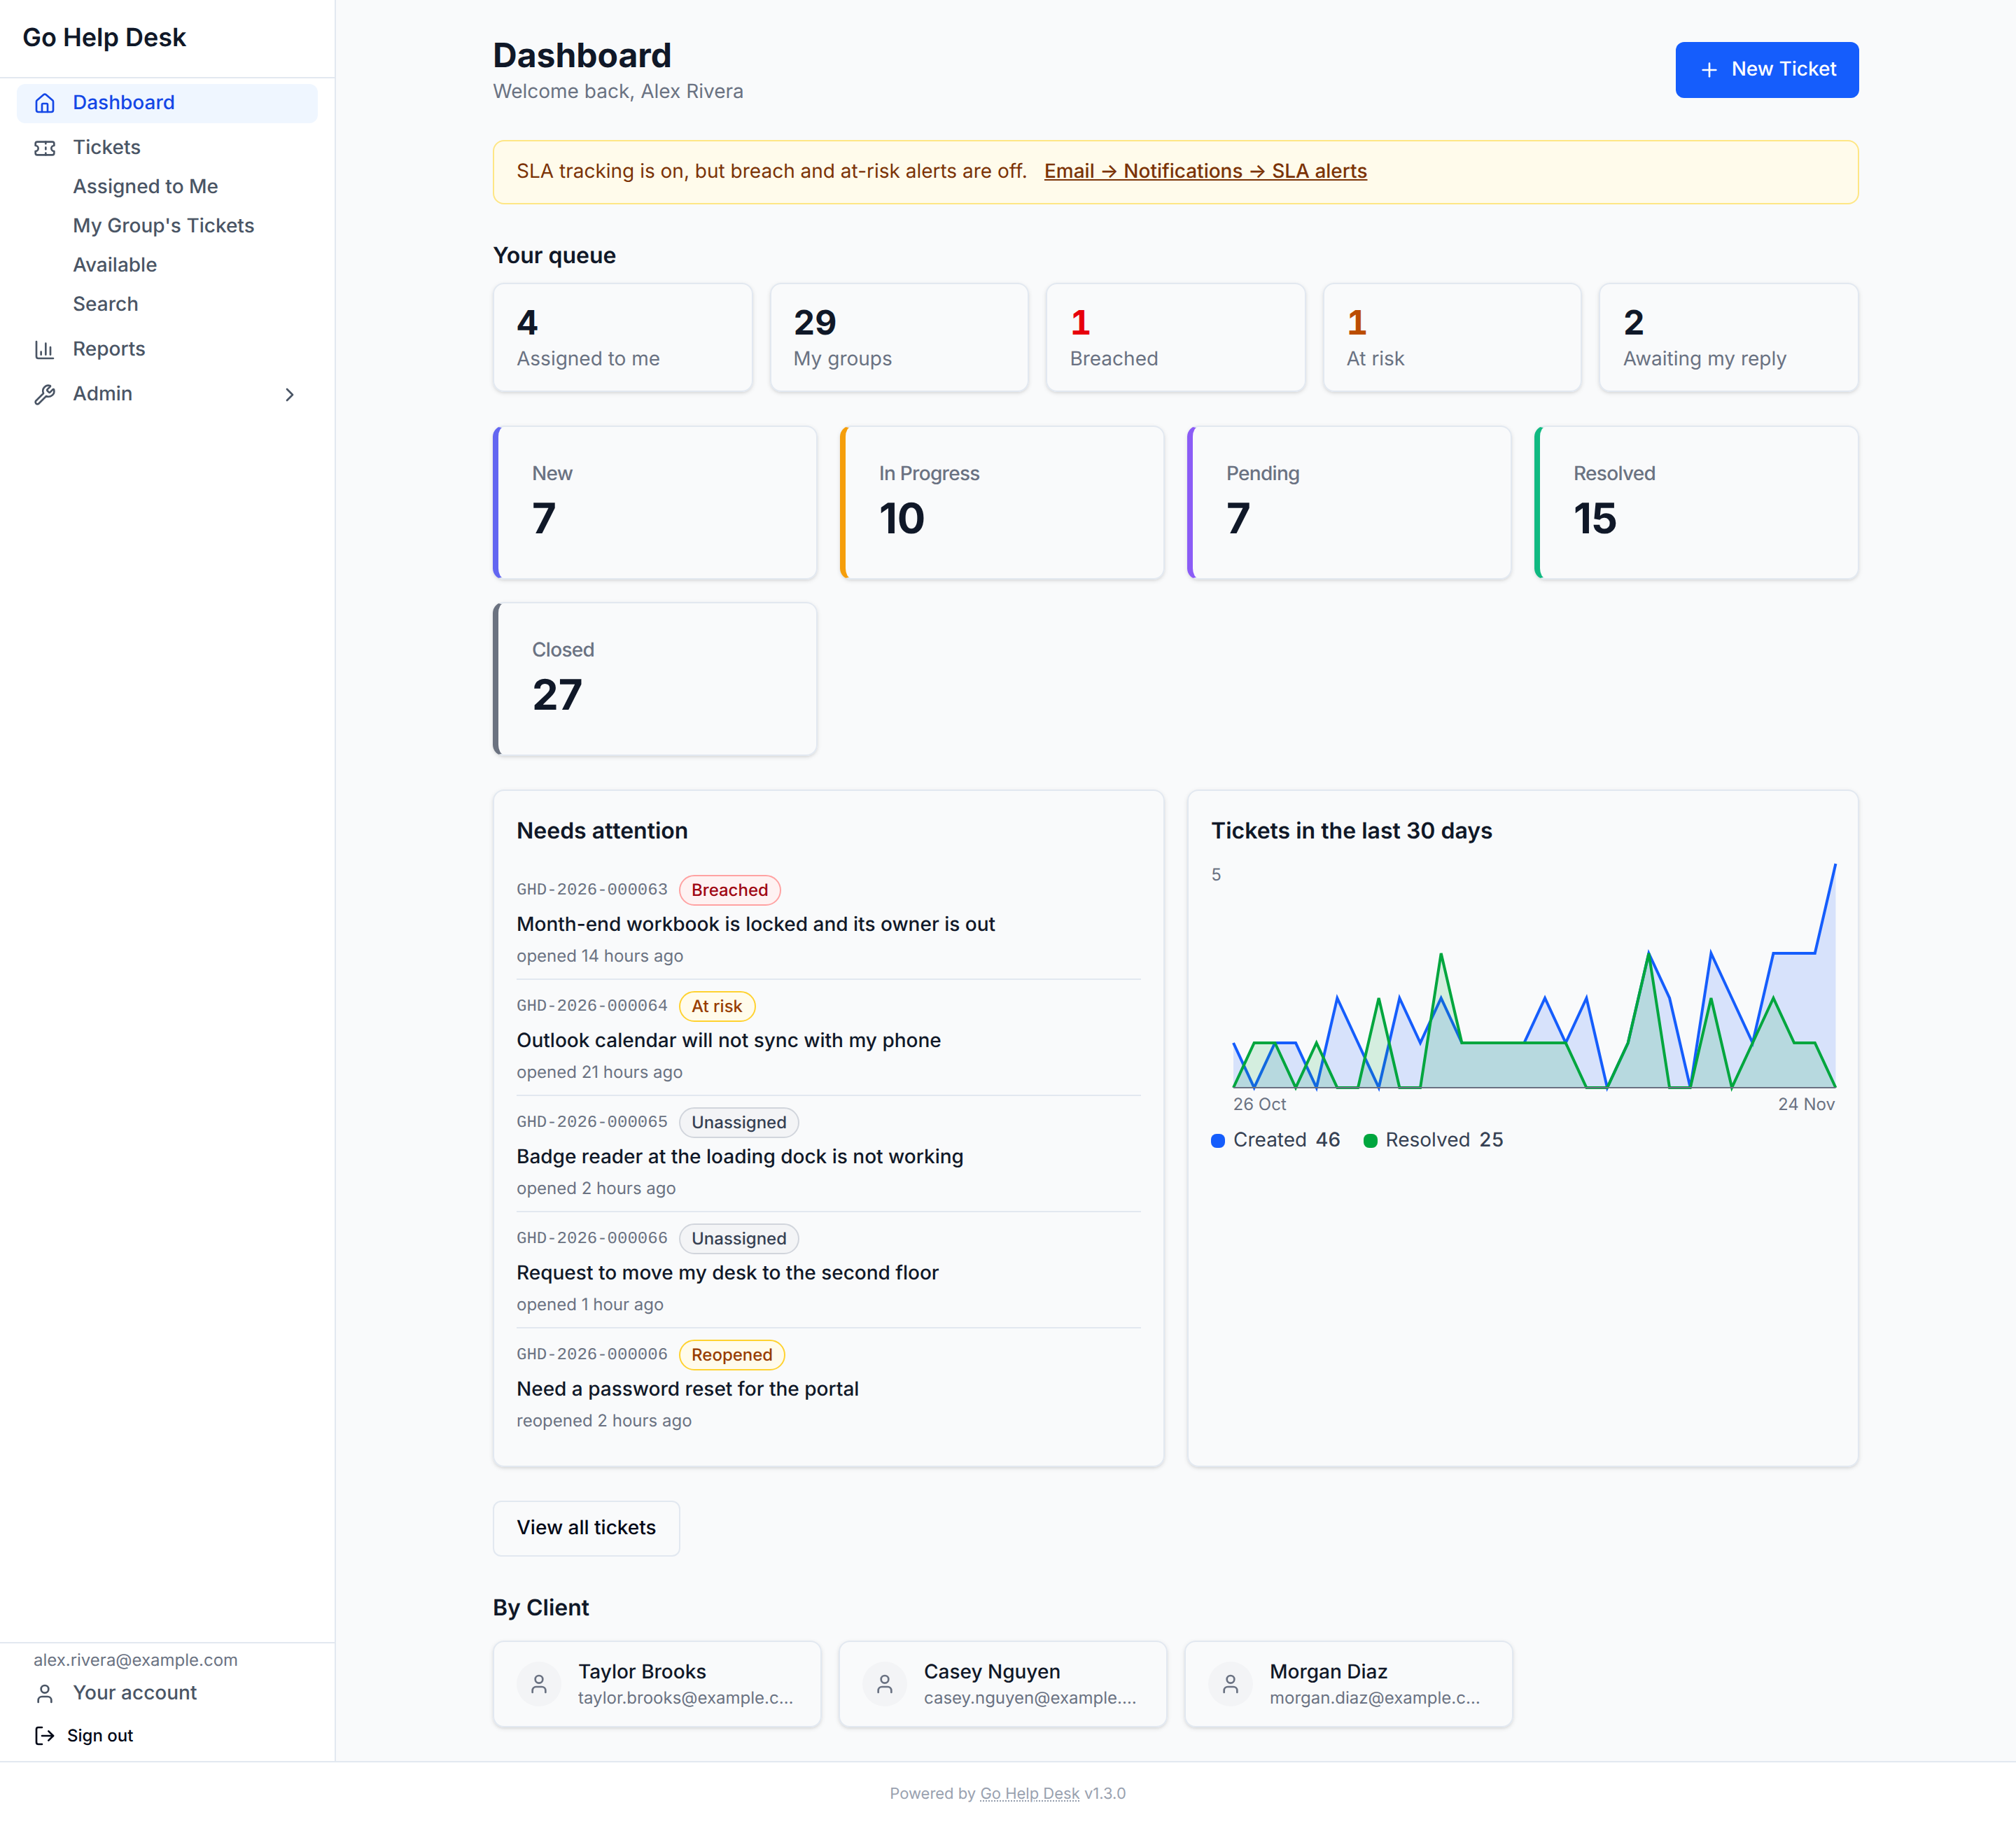 Go Help Desk
Dashboard
Tickets
Assigned to Me
My Group's Tickets
Available
Search
Reports
Admin
alex.rivera@example.com
Your account
Sign out
Dashboard
Welcome back, Alex Rivera
New Ticket
SLA tracking is on, but breach and at-risk alerts are off. Email → Notifications → SLA alerts
Your queue
4
Assigned to me
29
My groups
1
Breached
1
At risk
2
Awaiting my reply
New
7
In Progress
10
Pending
7
Resolved
15
Closed
27
Needs attention
GHD-2026-000063 Breached
Month-end workbook is locked and its owner is out
opened 14 hours ago
GHD-2026-000064 At risk
Outlook calendar will not sync with my phone
opened 21 hours ago
GHD-2026-000065 Unassigned
Badge reader at the loading dock is not working
opened 2 hours ago
GHD-2026-000066 Unassigned
Request to move my desk to the second floor
opened 1 hour ago
GHD-2026-000006 Reopened
Need a password reset for the portal
reopened 2 hours ago
Tickets in the last 30 days
5
26 Oct 24 Nov
Created 46 Resolved 25
View all tickets
By Client
Taylor Brooks
taylor.brooks@example.c...
Casey Nguyen
casey.nguyen@example....
Morgan Diaz
morgan.diaz@example.c...
Powered by Go Help Desk v1.3.0